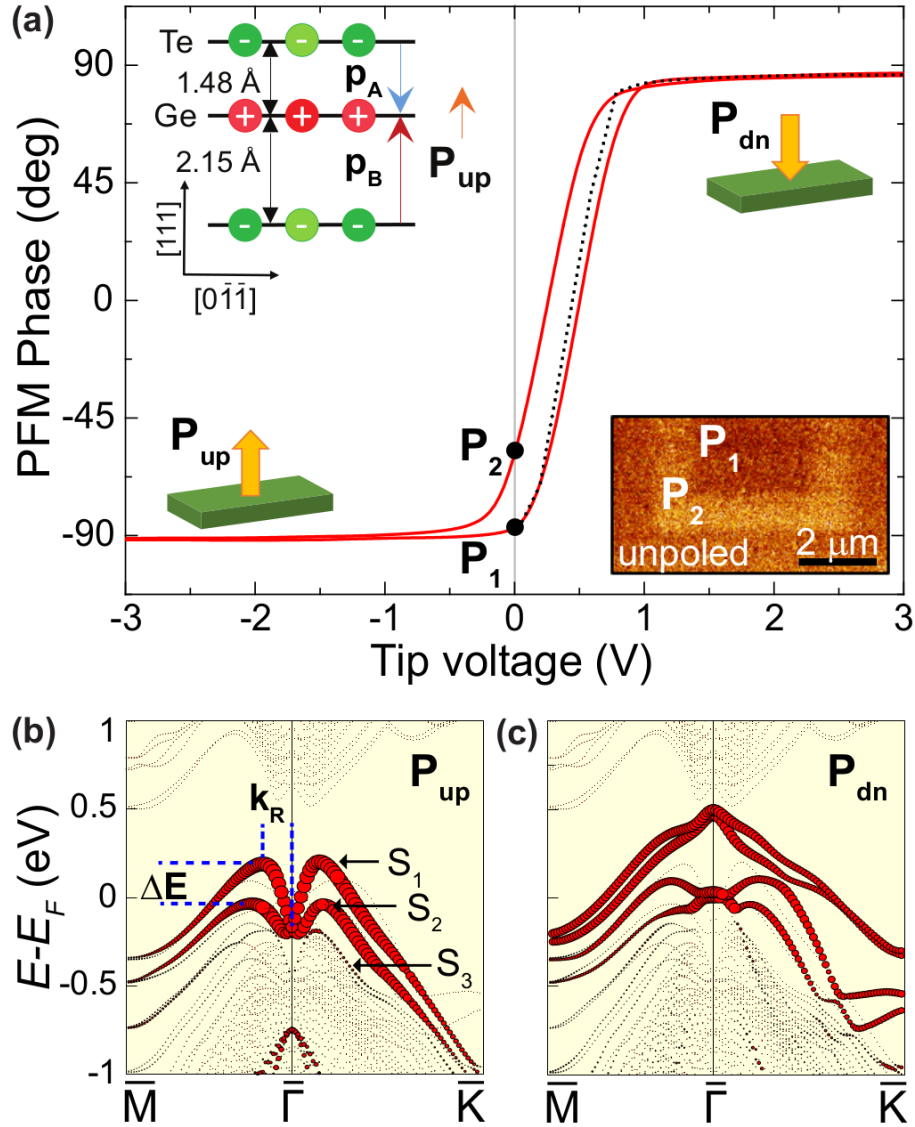 (a)
PFM Phase (deg)
90
45
0
-45
-90
Te
1.48 Å
Ge
2.15 Å
- - -
+ + +
- - -
p_A
p_B
P_up
[111]
[01̅1̅]
P_dn
P_up
P_2
P_1
P_1
P_2
unpoled
2 μm
-3 -2 -1 0 1 2 3
Tip voltage (V)
(b)
P_up
k_R
ΔE
S_1
S_2
S_3
E-E_F (eV)
1
0.5
0
-0.5
-1
M̅ Γ̅ K̅
(c)
P_dn
M̅ Γ̅ K̅